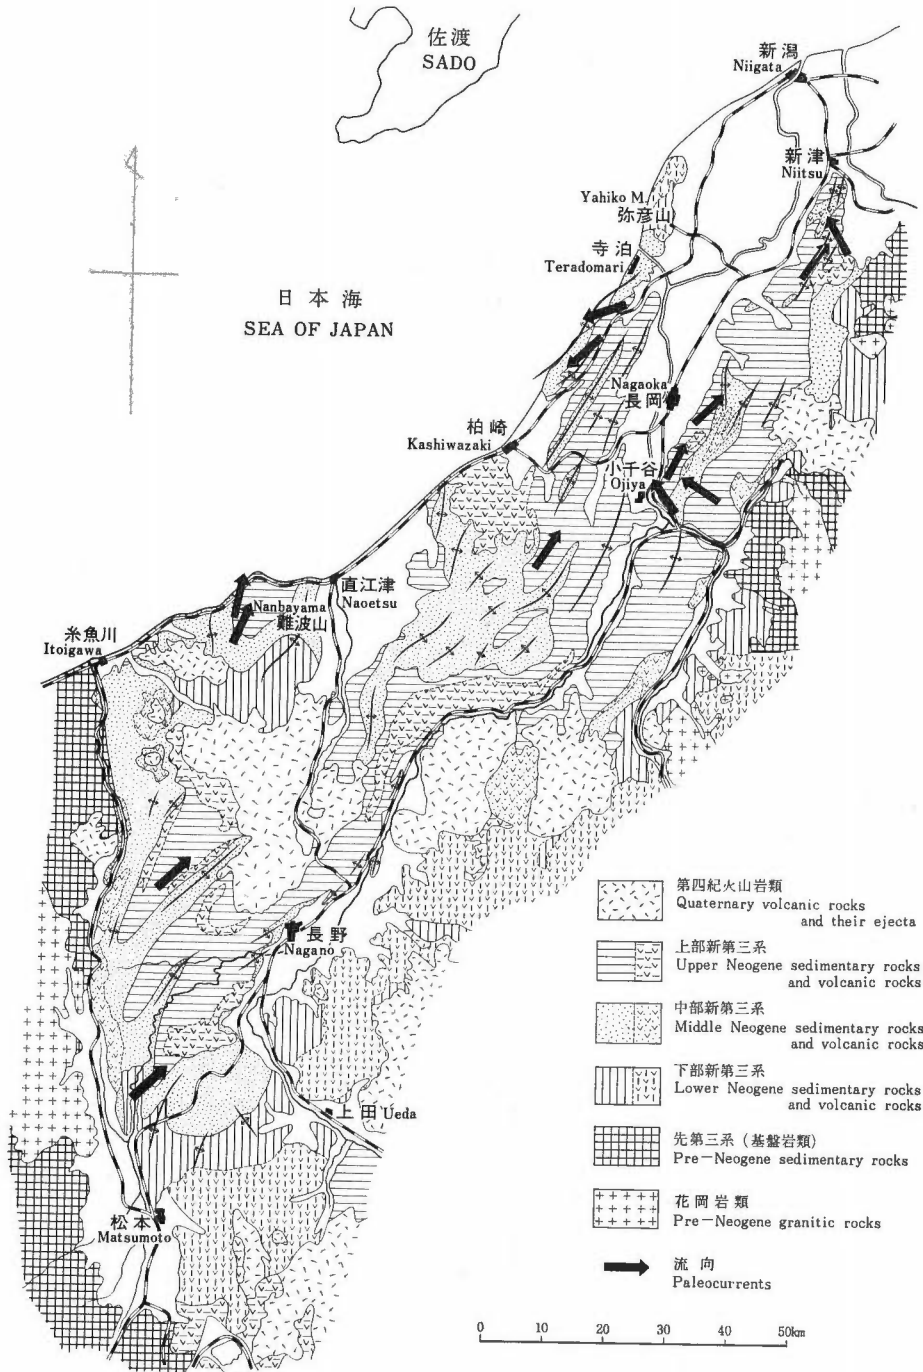 佐渡
SADO
新潟
Niigata
新津
Niitsu
Yahiko M.
弥彦山
寺泊
Teradomari
日本海
SEA OF JAPAN
Nagaoka
長岡
柏崎
Kashiwazaki
小千谷
Ojiya
直江津
Naoetsu
Nanbayama
難波山
糸魚川
Itoigawa
長野
Nagano
上田 Ueda
松本
Matsumoto
第四紀火山岩類
Quaternary volcanic rocks
and their ejecta
上部新第三系
Upper Neogene sedimentary rocks
and volcanic rocks
中部新第三系
Middle Neogene sedimentary rocks
and volcanic rocks
下部新第三系
Lower Neogene sedimentary rocks
and volcanic rocks
先第三系（基盤岩類）
Pre-Neogene sedimentary rocks
花岡岩類
Pre-Neogene granitic rocks
流向
Paleocurrents
0 10 20 30 40 50km